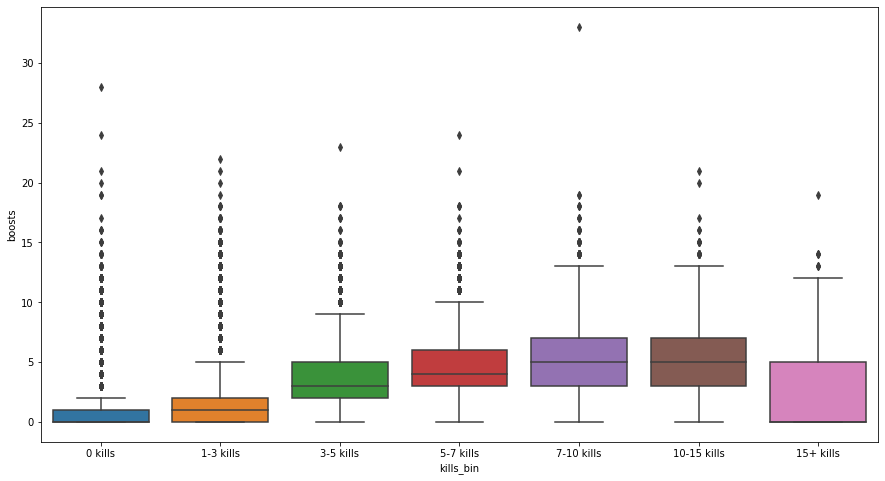 30
25
20
15
10
5
0
boosts
0 kills
1-3 kills
3-5 kills
5-7 kills
7-10 kills
10-15 kills
15+ kills
kills_bin